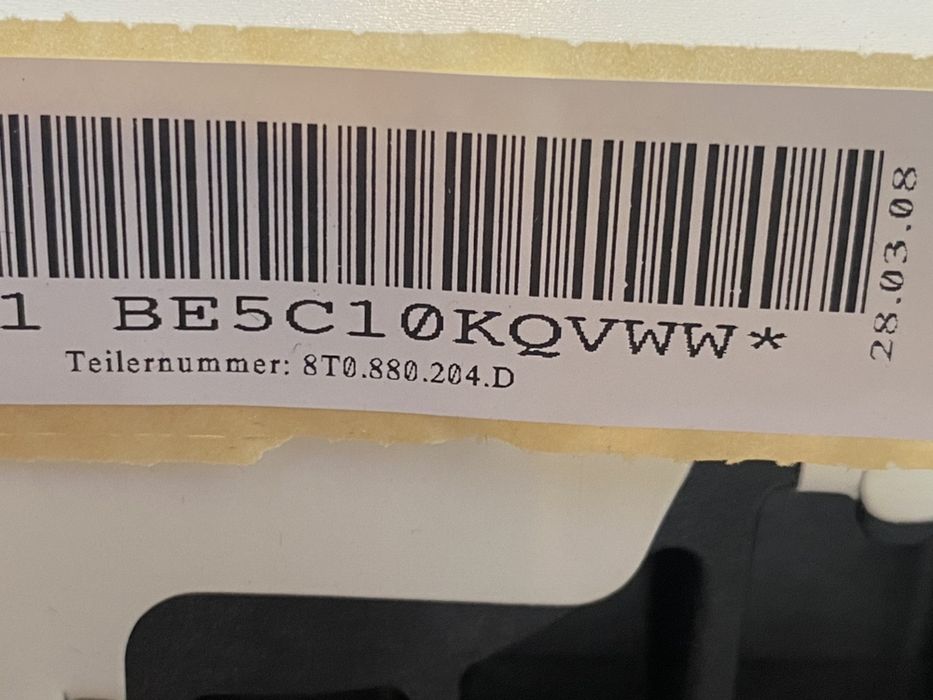 1 BE5C10KQVWW*
Teilernummer: 8T0.880.204.D
28.03.08